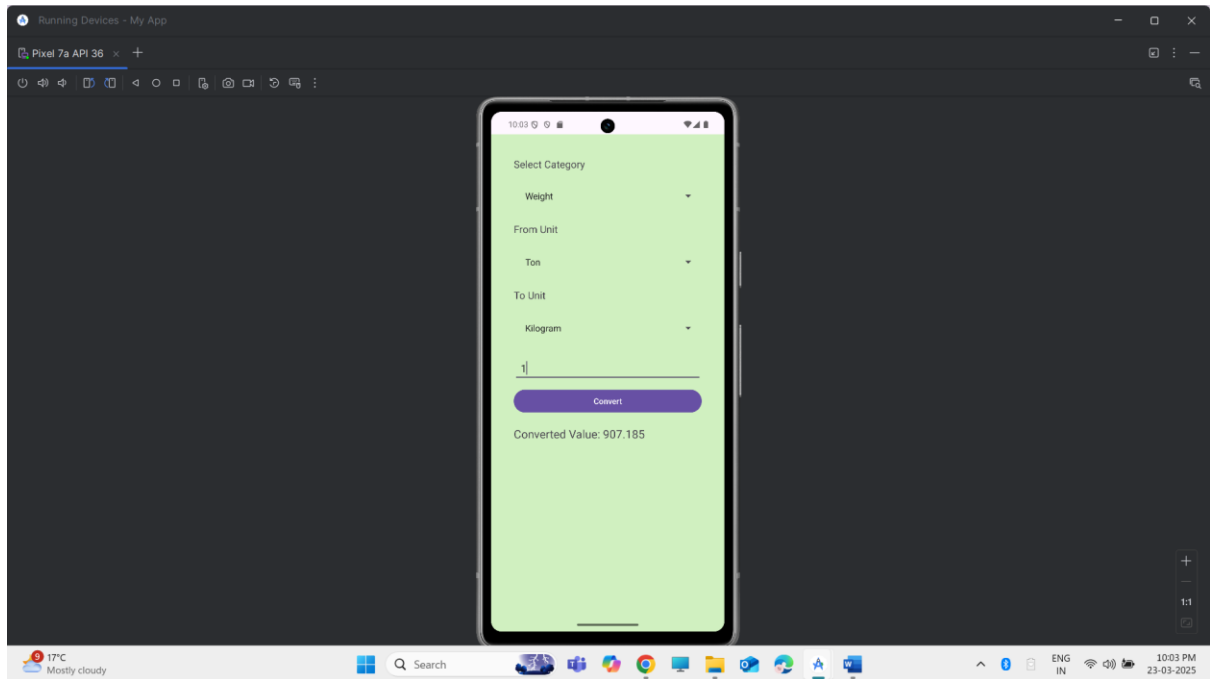 Running Devices - My App
Pixel 7a API 36
10:03
Select Category
Weight
From Unit
Ton
To Unit
Kilogram
1
Convert
Converted Value: 907.185
1:1
9
17°C
Mostly cloudy
Search
ENG
IN
10:03 PM
23-03-2025